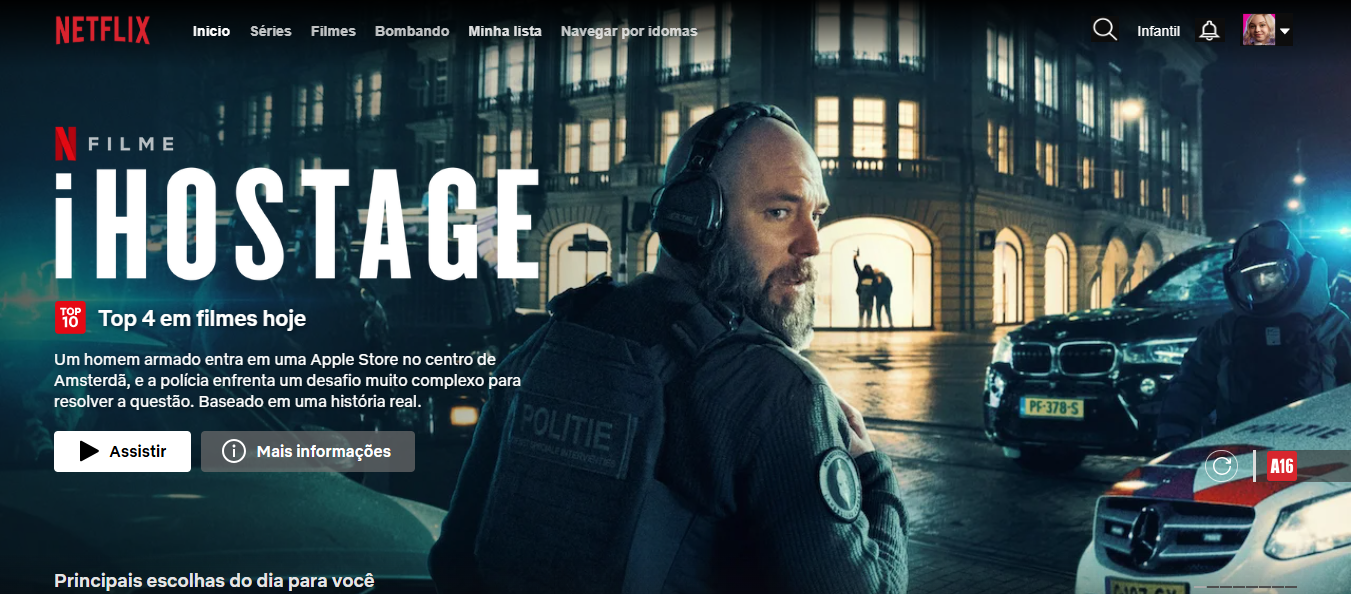 NETFLIX
Início
Séries
Filmes
Bombando
Minha lista
Navegar por idomas
Infantil
N FILME
iHOSTAGE
TOP
10
Top 4 em filmes hoje
Um homem armado entra em uma Apple Store no centro de
Amsterdã, e a polícia enfrenta um desafio muito complexo para
resolver a questão. Baseado em uma história real.
Assistir
Mais informações
POLITIE
PF-378-S
POLITIE
A16
Principais escolhas do dia para você